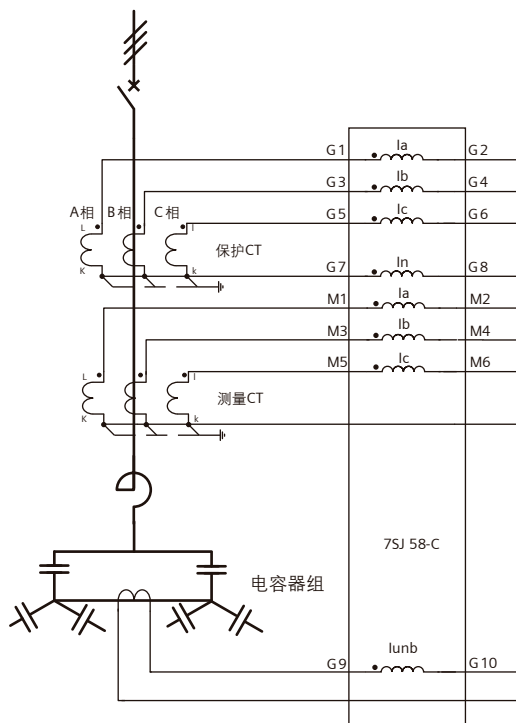 G1 Ia G2
G3 Ib G4
A相 B相 C相
G5 Ic G6
L l
保护CT
K k
G7 In G8
M1 Ia M2
M3 Ib M4
M5 Ic M6
L l
测量CT
K k
7SJ 58-C
电容器组
G9 Iunb G10